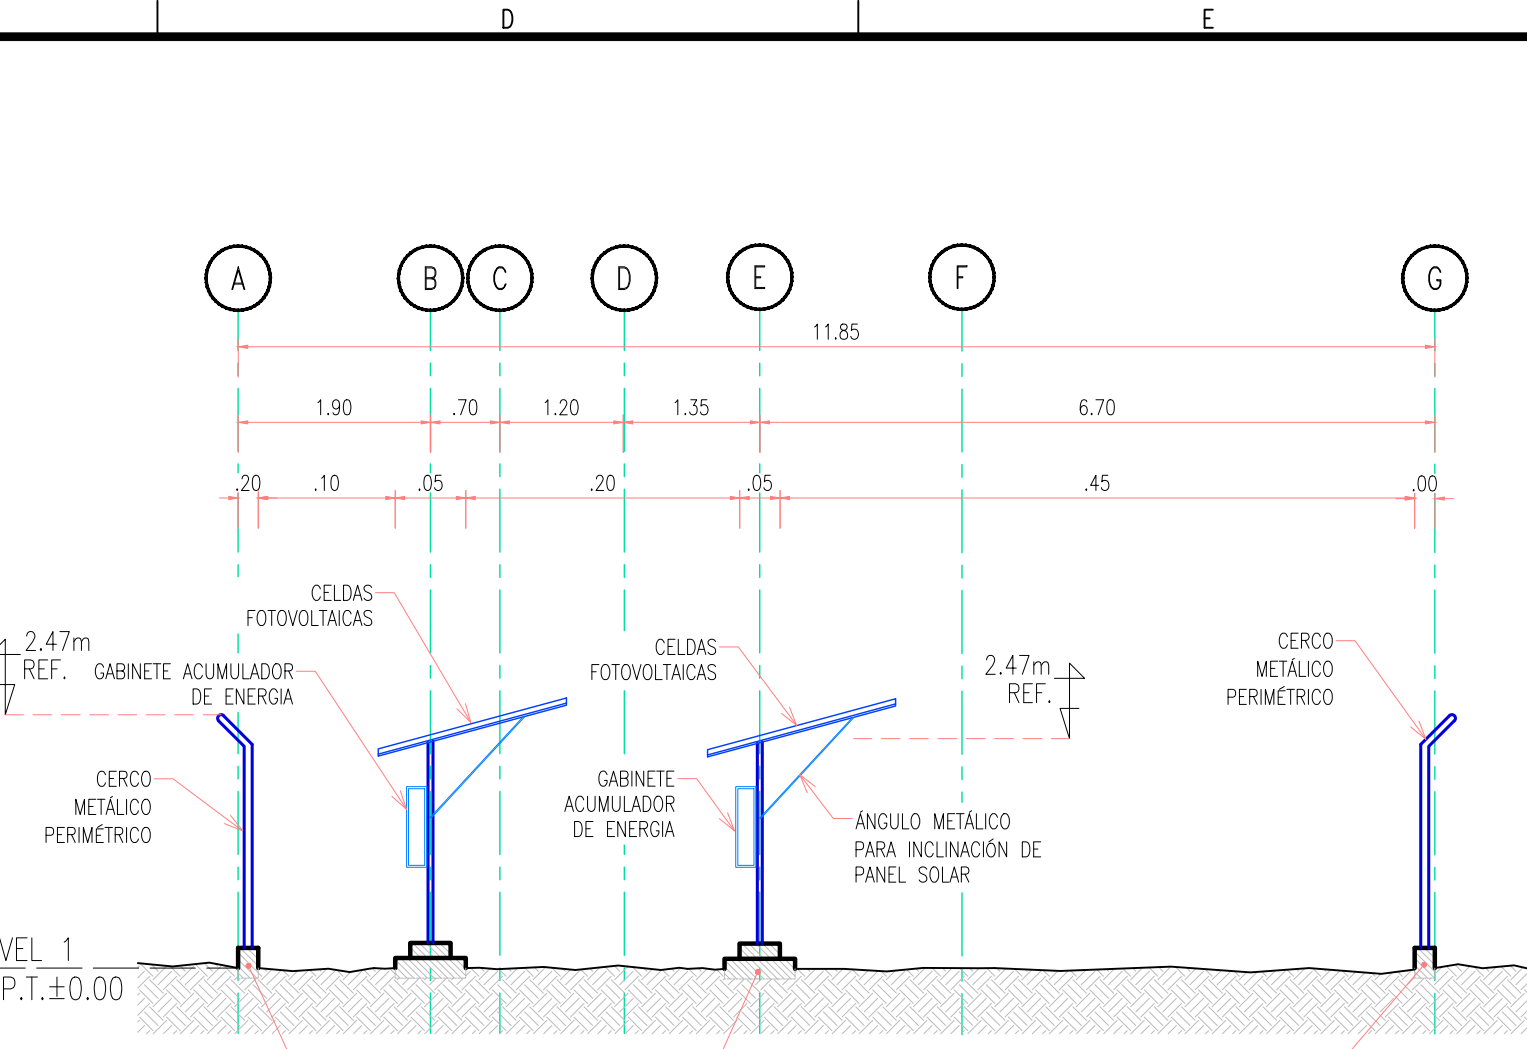 D
E
A
B
C
D
E
F
G
11.85
1.90
.70
1.20
1.35
6.70
.20
.10
.05
.20
.05
.45
.00
CELDAS
FOTOVOLTAICAS
2.47m
REF.
GABINETE ACUMULADOR
DE ENERGIA
CELDAS
FOTOVOLTAICAS
2.47m
REF.
CERCO
METÁLICO
PERIMÉTRICO
CERCO
METÁLICO
PERIMÉTRICO
GABINETE
ACUMULADOR
DE ENERGIA
ÁNGULO METÁLICO
PARA INCLINACIÓN DE
PANEL SOLAR
VEL 1
P.T.±0.00